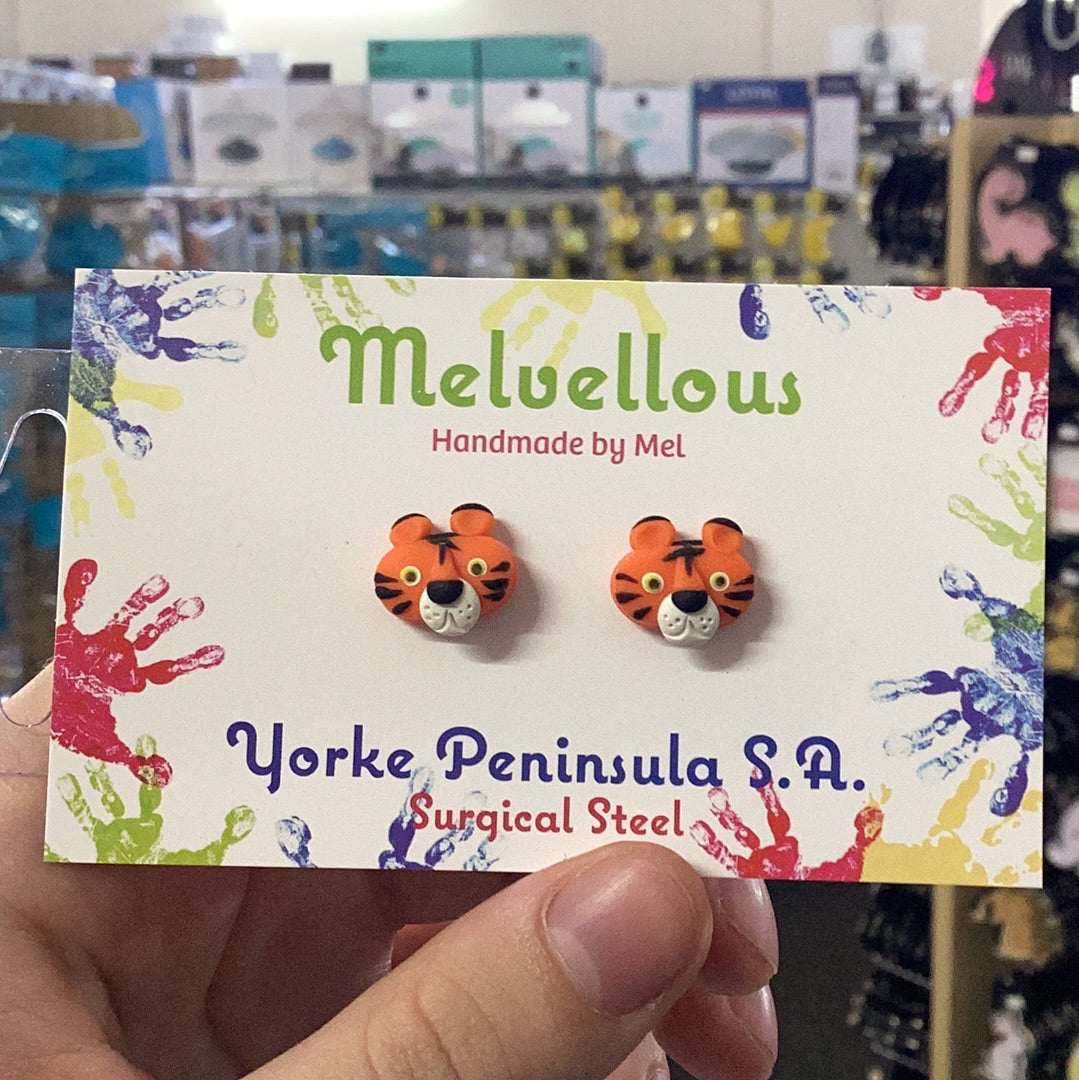 Melvellous
Handmade by Mel
Yorke Peninsula S.A.
Surgical Steel